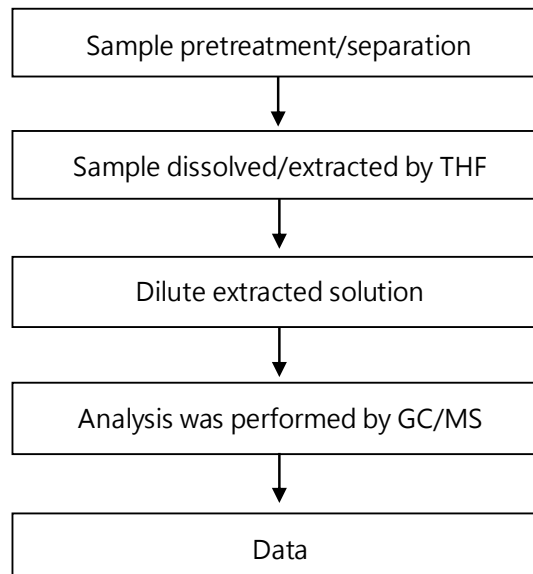 Sample pretreatment/separation
Sample dissolved/extracted by THF
Dilute extracted solution
Analysis was performed by GC/MS
Data